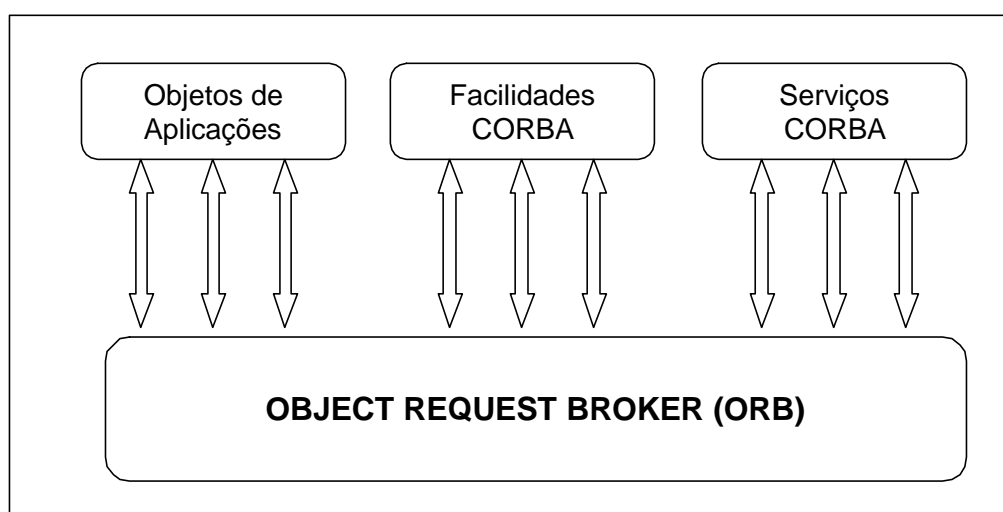 Objetos de
Aplicações
Facilidades
CORBA
Serviços
CORBA
OBJECT REQUEST BROKER (ORB)